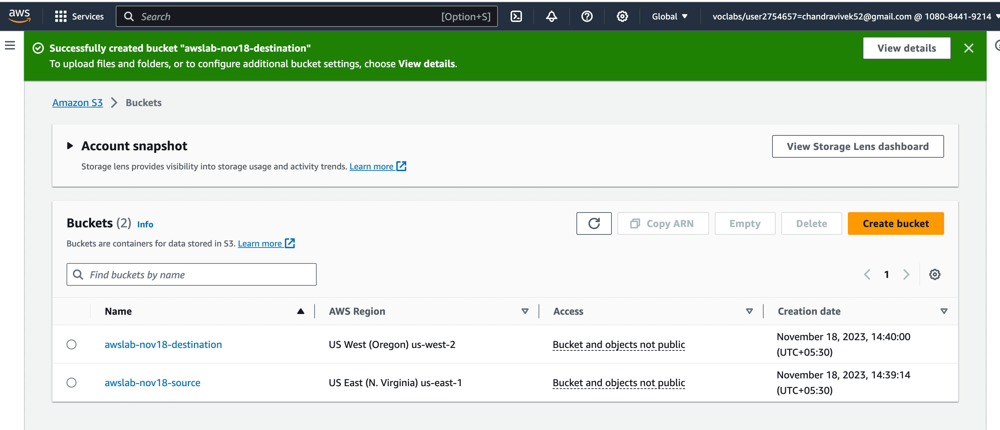 aws
Services
Search
[Option+S]
Global
voclabs/user2754657=chandravivek52@gmail.com @ 1080-8441-9214
Successfully created bucket "awslab-nov18-destination"
To upload files and folders, or to configure additional bucket settings, choose View details.
View details
Amazon S3
Buckets
Account snapshot
Storage lens provides visibility into storage usage and activity trends. Learn more
View Storage Lens dashboard
Buckets (2) Info
Buckets are containers for data stored in S3. Learn more
Copy ARN
Empty
Delete
Create bucket
Find buckets by name
1
Name
AWS Region
Access
Creation date
awslab-nov18-destination
US West (Oregon) us-west-2
Bucket and objects not public
November 18, 2023, 14:40:00
(UTC+05:30)
awslab-nov18-source
US East (N. Virginia) us-east-1
Bucket and objects not public
November 18, 2023, 14:39:14
(UTC+05:30)